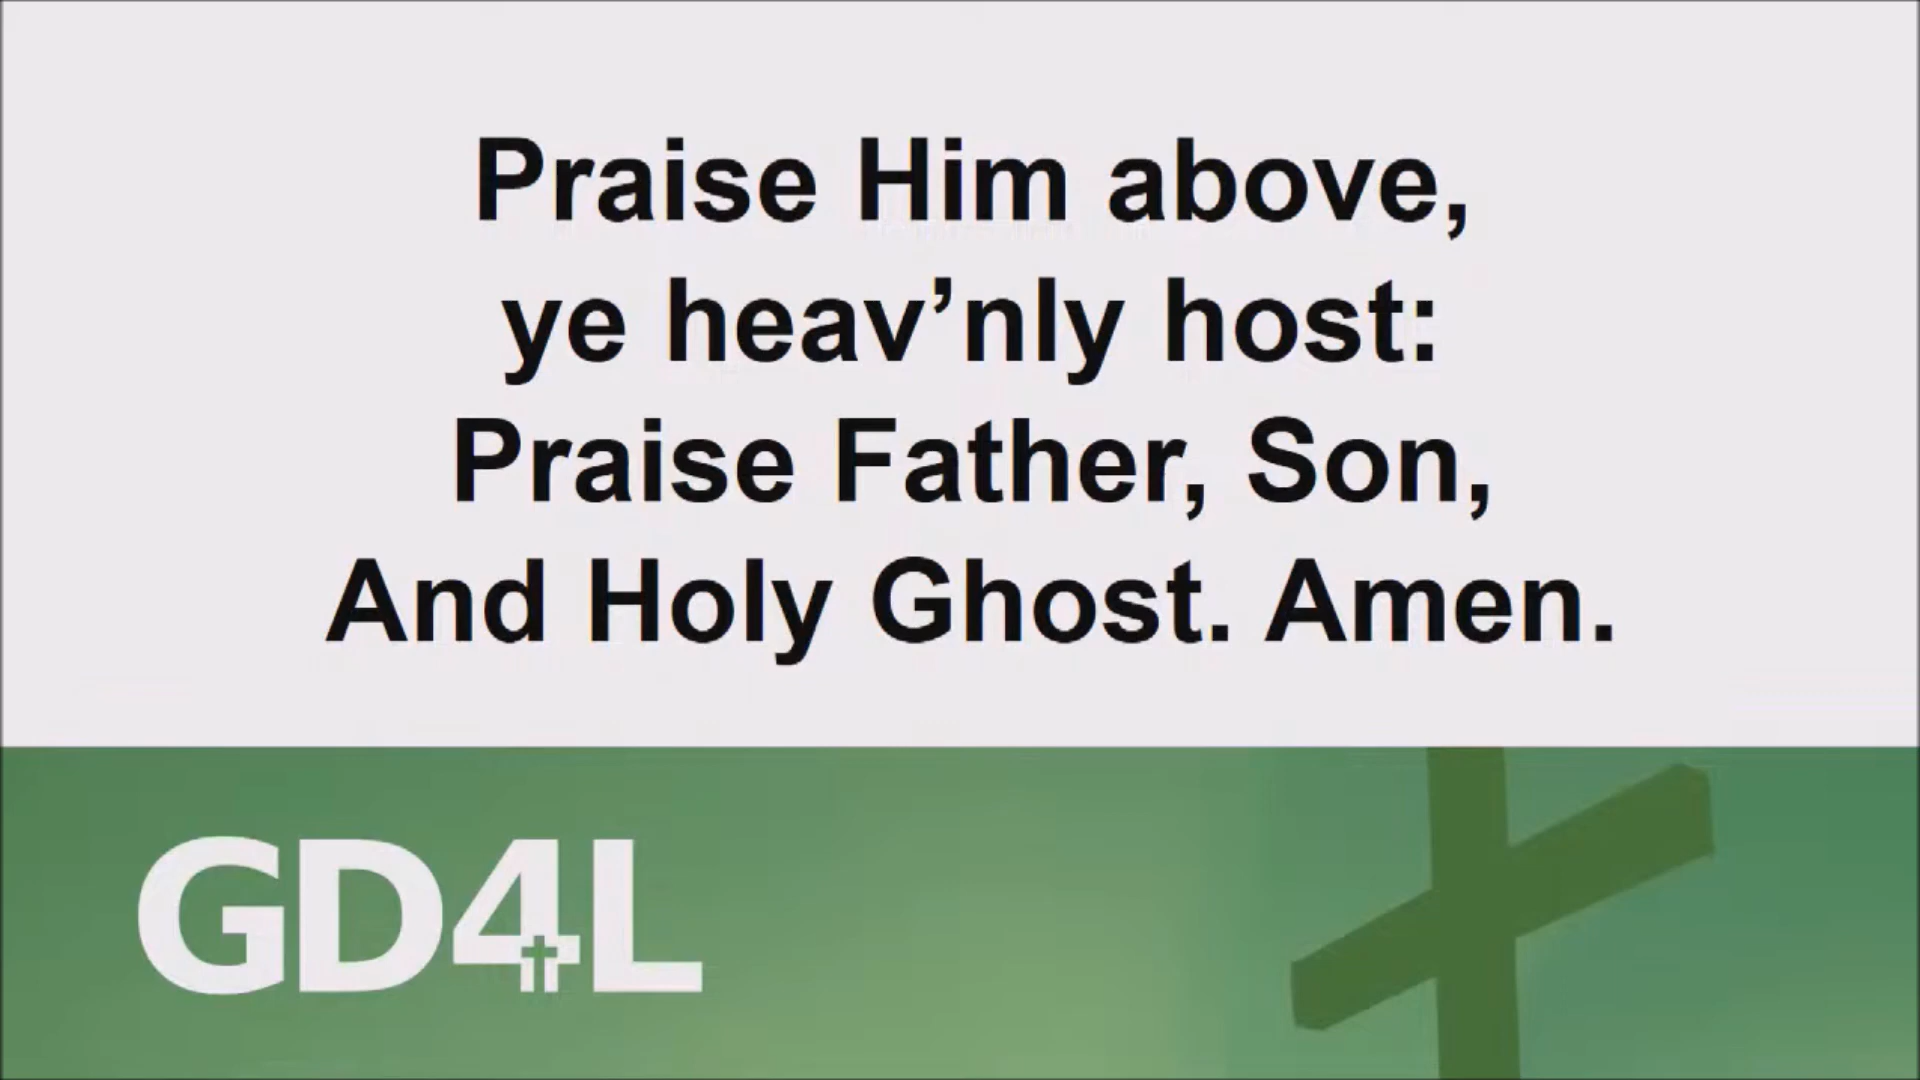 Praise Him above,
ye heav’nly host:
Praise Father, Son,
And Holy Ghost. Amen.
GD4L